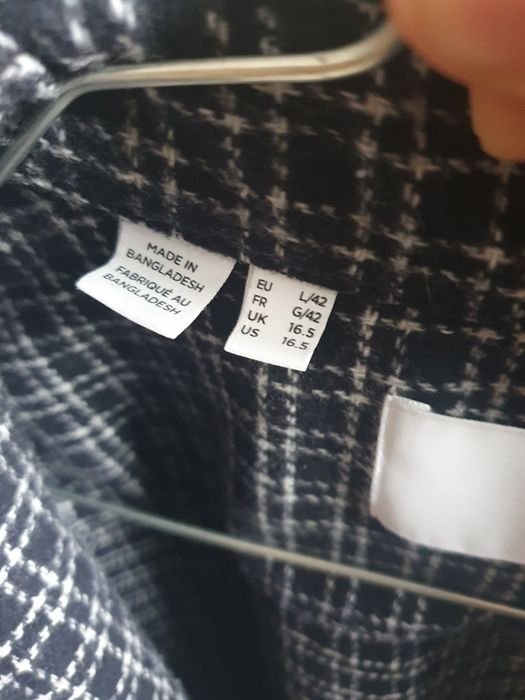 MADE IN
BANGLADESH
FABRIQUÉ AU
BANGLADESH
EU L/42
FR G/42
UK 16.5
US 16.5